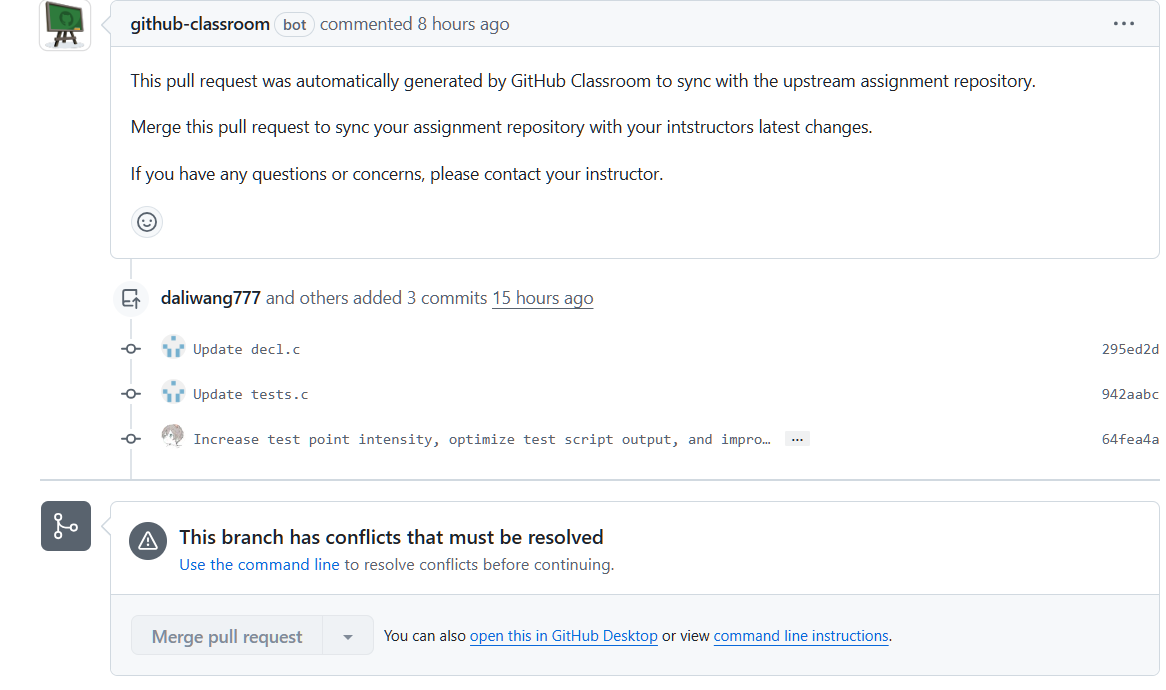 github-classroom bot commented 8 hours ago ...
This pull request was automatically generated by GitHub Classroom to sync with the upstream assignment repository.
Merge this pull request to sync your assignment repository with your intstructors latest changes.
If you have any questions or concerns, please contact your instructor.
daliwang777 and others added 3 commits 15 hours ago
Update decl.c 295ed2d
Update tests.c 942aabc
Increase test point intensity, optimize test script output, and impro… ... 64fea4a
This branch has conflicts that must be resolved
Use the command line to resolve conflicts before continuing.
Merge pull request You can also open this in GitHub Desktop or view command line instructions.